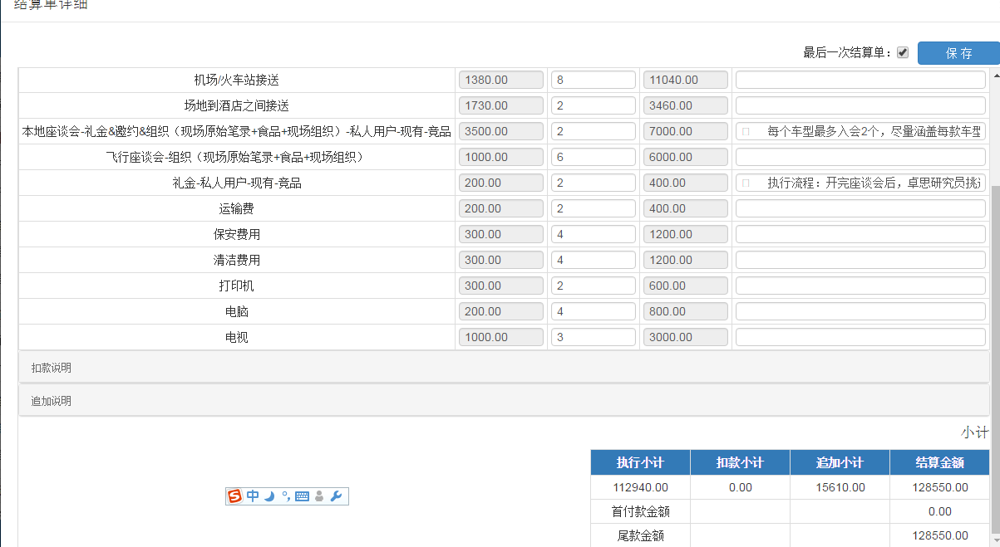 结算单详细
最后一次结算单： 保 存
机场/火车站接送 1380.00 8 11040.00
场地到酒店之间接送 1730.00 2 3460.00
本地座谈会-礼金&邀约&组织（现场原始笔录+食品+现场组织）-私人用户-现有-竞品 3500.00 2 7000.00 每个车型最多入会2个，尽量涵盖每款车型
飞行座谈会-组织（现场原始笔录+食品+现场组织） 1000.00 6 6000.00
礼金-私人用户-现有-竞品 200.00 2 400.00 执行流程：开完座谈会后，卓思研究员挑
运输费 200.00 2 400.00
保安费用 300.00 4 1200.00
清洁费用 300.00 4 1200.00
打印机 300.00 2 600.00
电脑 200.00 4 800.00
电视 1000.00 3 3000.00
扣款说明
追加说明
小计
执行小计 扣款小计 追加小计 结算金额
112940.00 0.00 15610.00 128550.00
首付款金额 0.00
尾款金额 128550.00
中